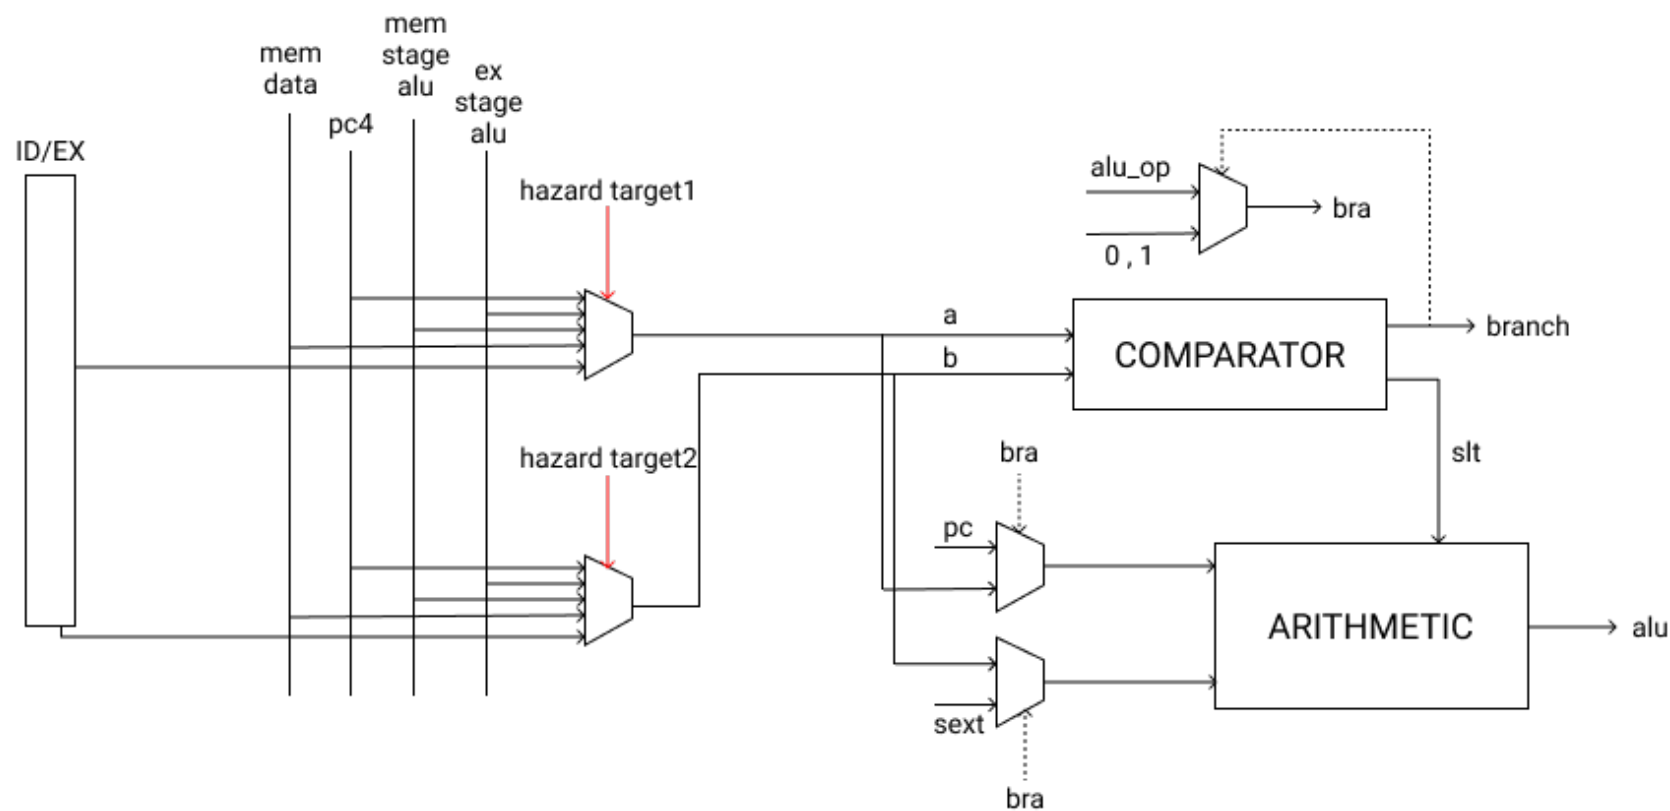 mem
data
pc4
mem
stage
alu
ex
stage
alu
ID/EX
hazard target1
alu_op
0 , 1
bra
a
b
COMPARATOR
branch
slt
hazard target2
bra
pc
sext
bra
ARITHMETIC
alu